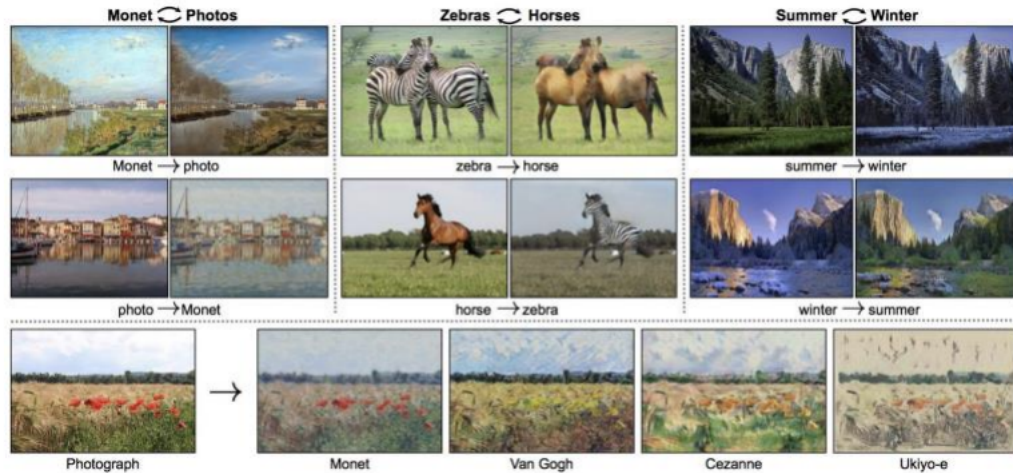 Monet Photos
Zebras Horses
Summer Winter
Monet → photo
zebra → horse
summer → winter
photo → Monet
horse → zebra
winter → summer
Photograph
Monet
Van Gogh
Cezanne
Ukiyo-e